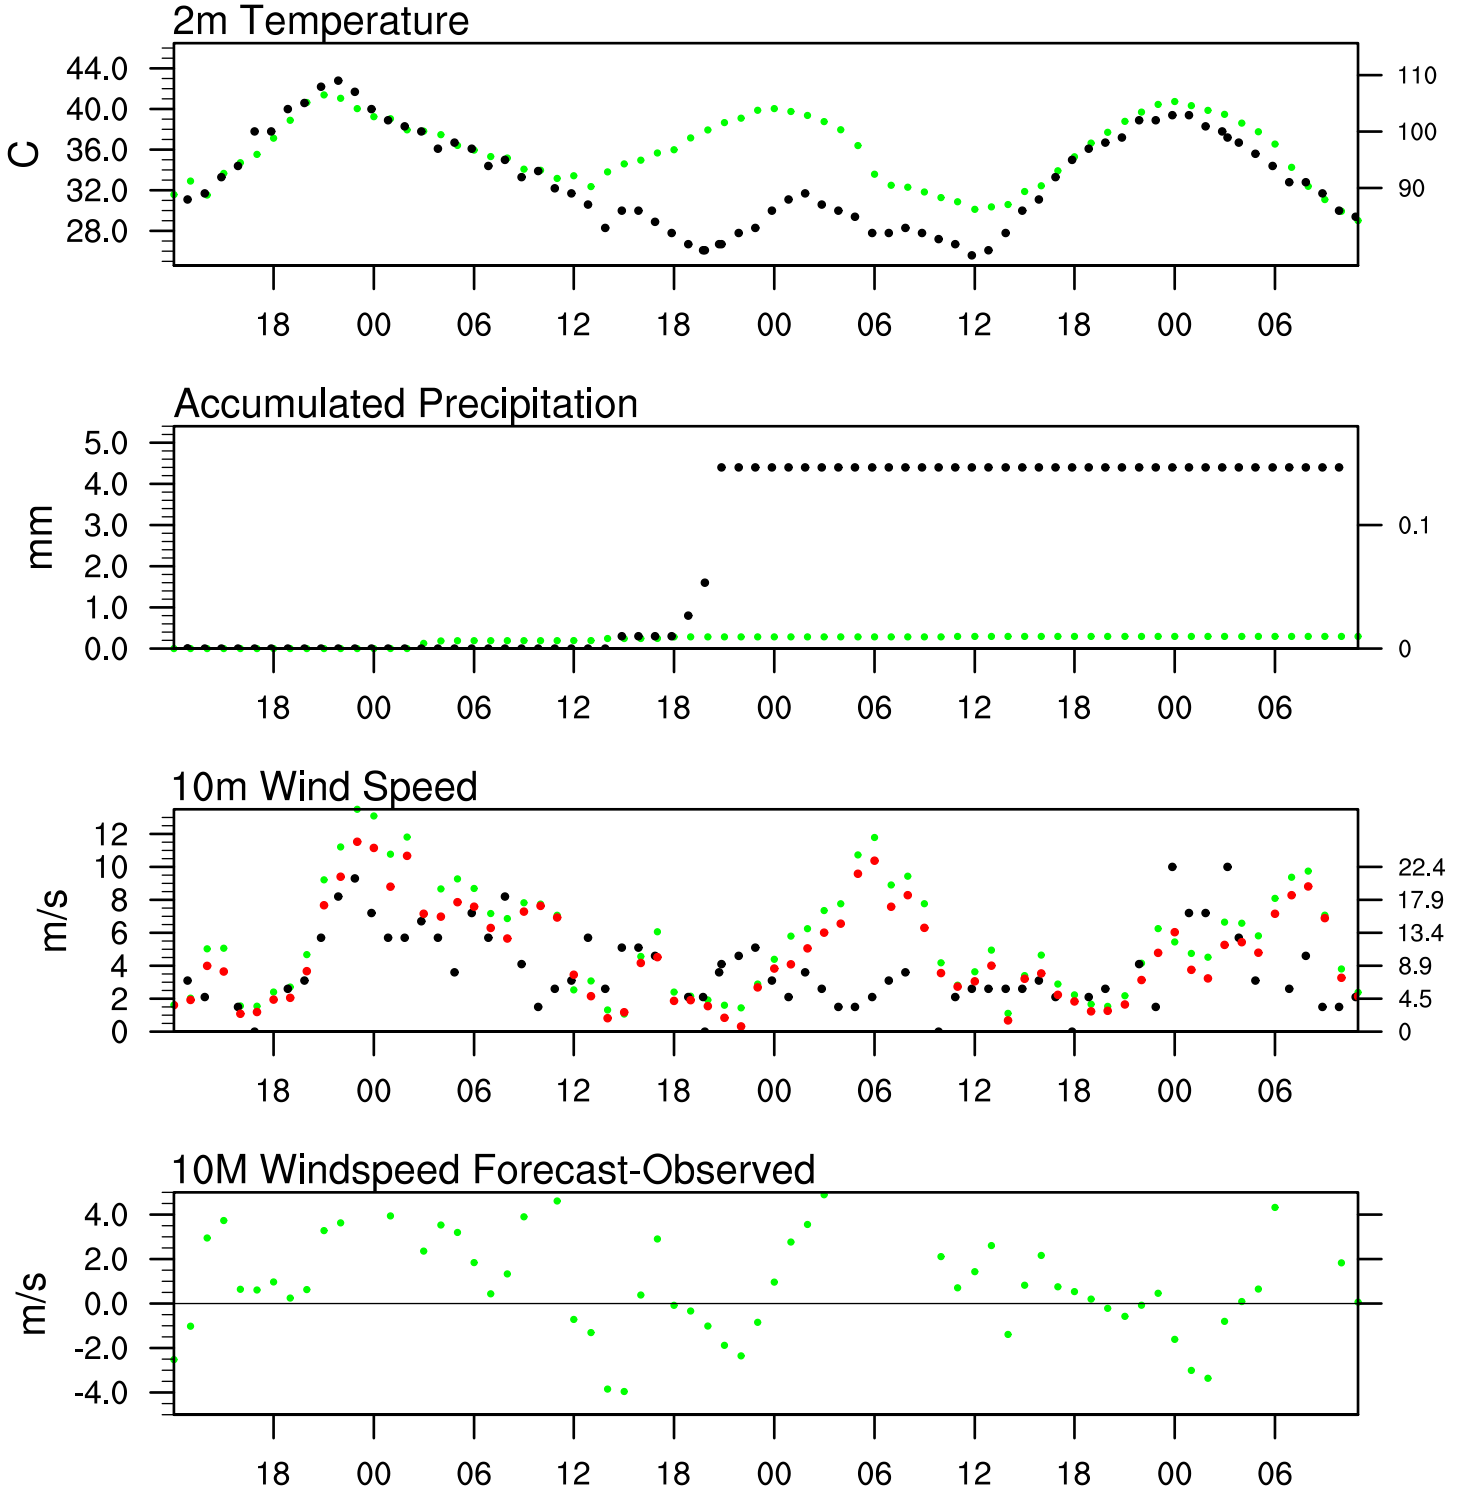 2m Temperature
44.0
40.0
36.0
32.0
28.0
C
110
100
90
18 00 06 12 18 00 06 12 18 00 06
Accumulated Precipitation
5.0
4.0
3.0
2.0
1.0
0.0
mm
0.1
0
18 00 06 12 18 00 06 12 18 00 06
10m Wind Speed
12
10
8
6
4
2
0
m/s
22.4
17.9
13.4
8.9
4.5
0
18 00 06 12 18 00 06 12 18 00 06
10M Windspeed Forecast-Observed
4.0
2.0
0.0
-2.0
-4.0
m/s
18 00 06 12 18 00 06 12 18 00 06